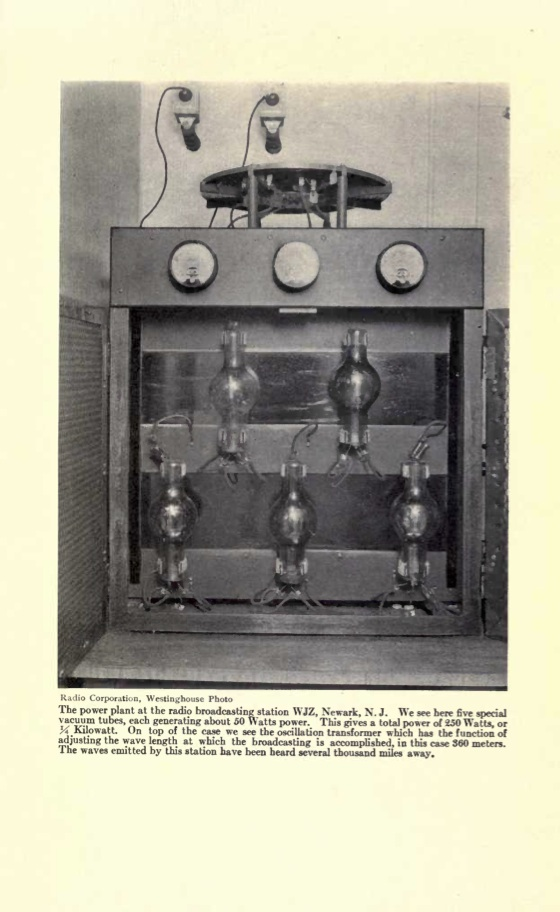 Radio Corporation, Westinghouse Photo
The power plant at the radio broadcasting station WJZ, Newark, N. J. We see here five special
vacuum tubes, each generating about 50 Watts power. This gives a total power of 250 Watts, or
¼ Kilowatt. On top of the case we see the oscillation transformer which has the function of
adjusting the wave length at which the broadcasting is accomplished, in this case 360 meters.
The waves emitted by this station have been heard several thousand miles away.